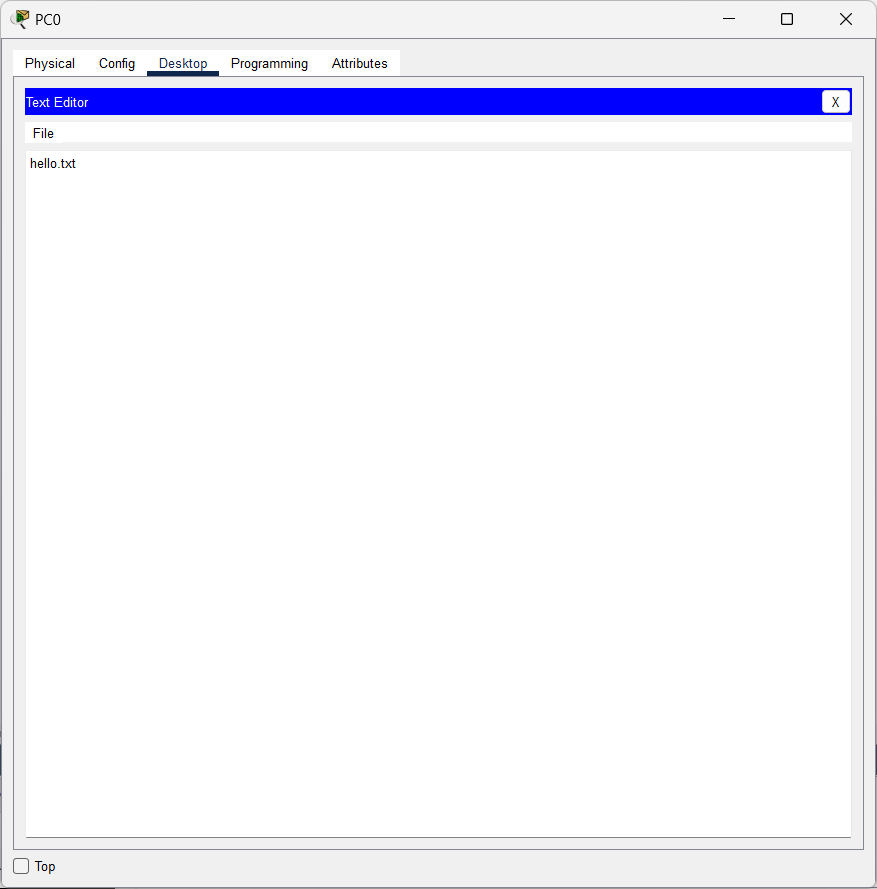 PC0
Physical Config Desktop Programming Attributes
Text Editor X
File
hello.txt
Top